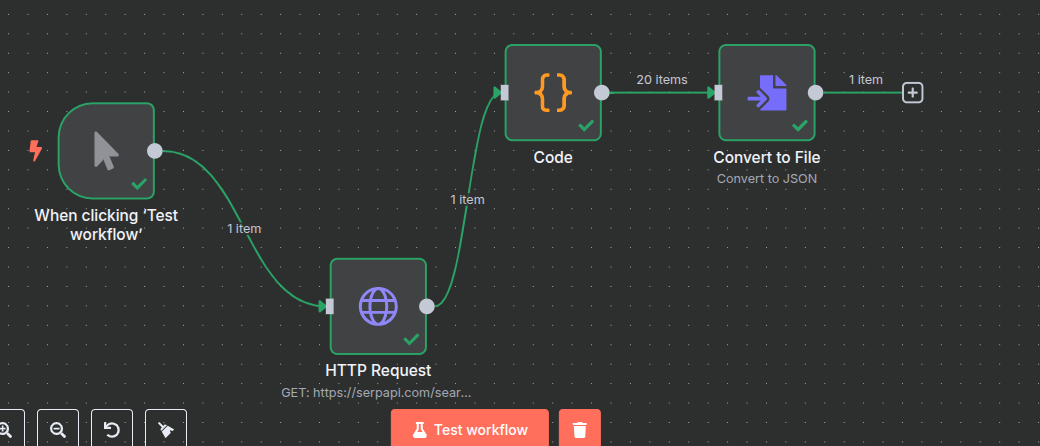 20 items
1 item
Code
Convert to File
Convert to JSON
When clicking ‘Test
workflow’
1 item
1 item
HTTP Request
GET: https://serpapi.com/sear...
Test workflow